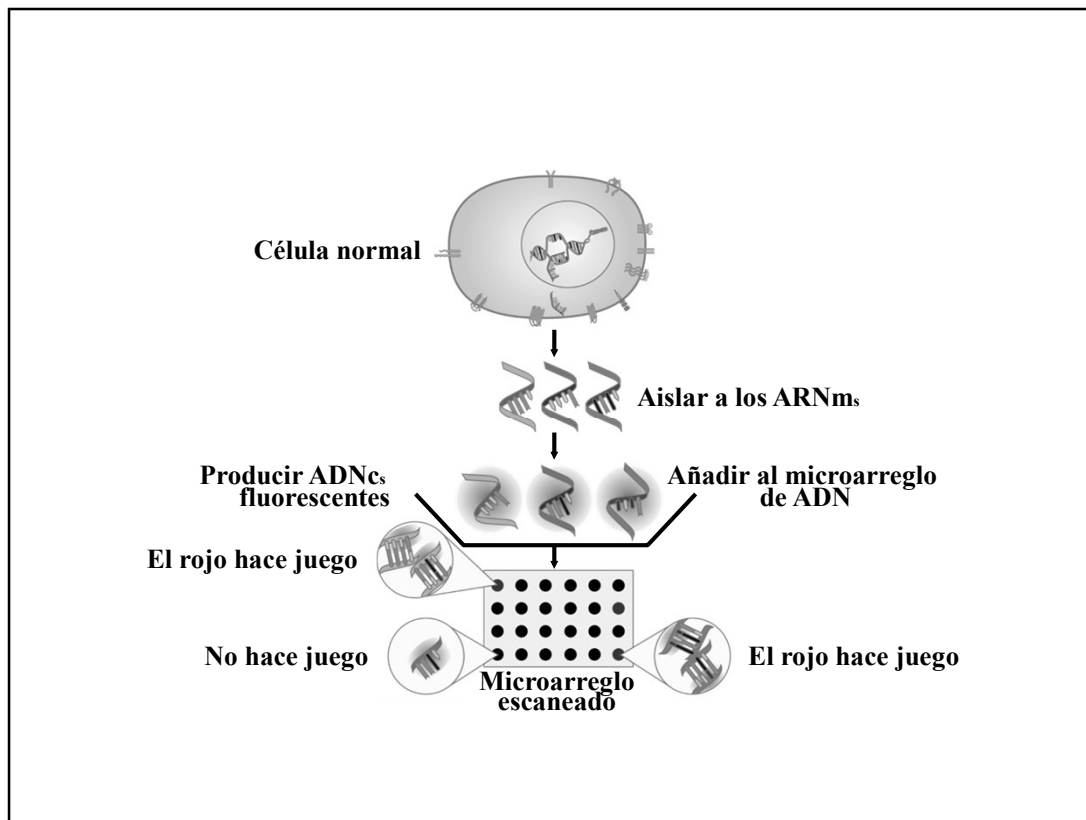 Célula normal
Aislar a los ARNms
Producir ADNcs
fluorescentes
Añadir al microarreglo
de ADN
El rojo hace juego
No hace juego
El rojo hace juego
Microarreglo
escaneado